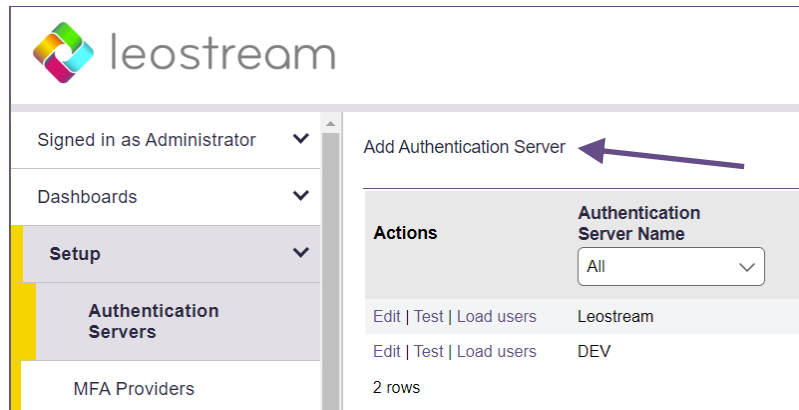 leostream
Signed in as Administrator
Dashboards
Setup
Authentication
Servers
MFA Providers
Add Authentication Server
Actions
Authentication
Server Name
All
Edit | Test | Load users
Leostream
Edit | Test | Load users
DEV
2 rows